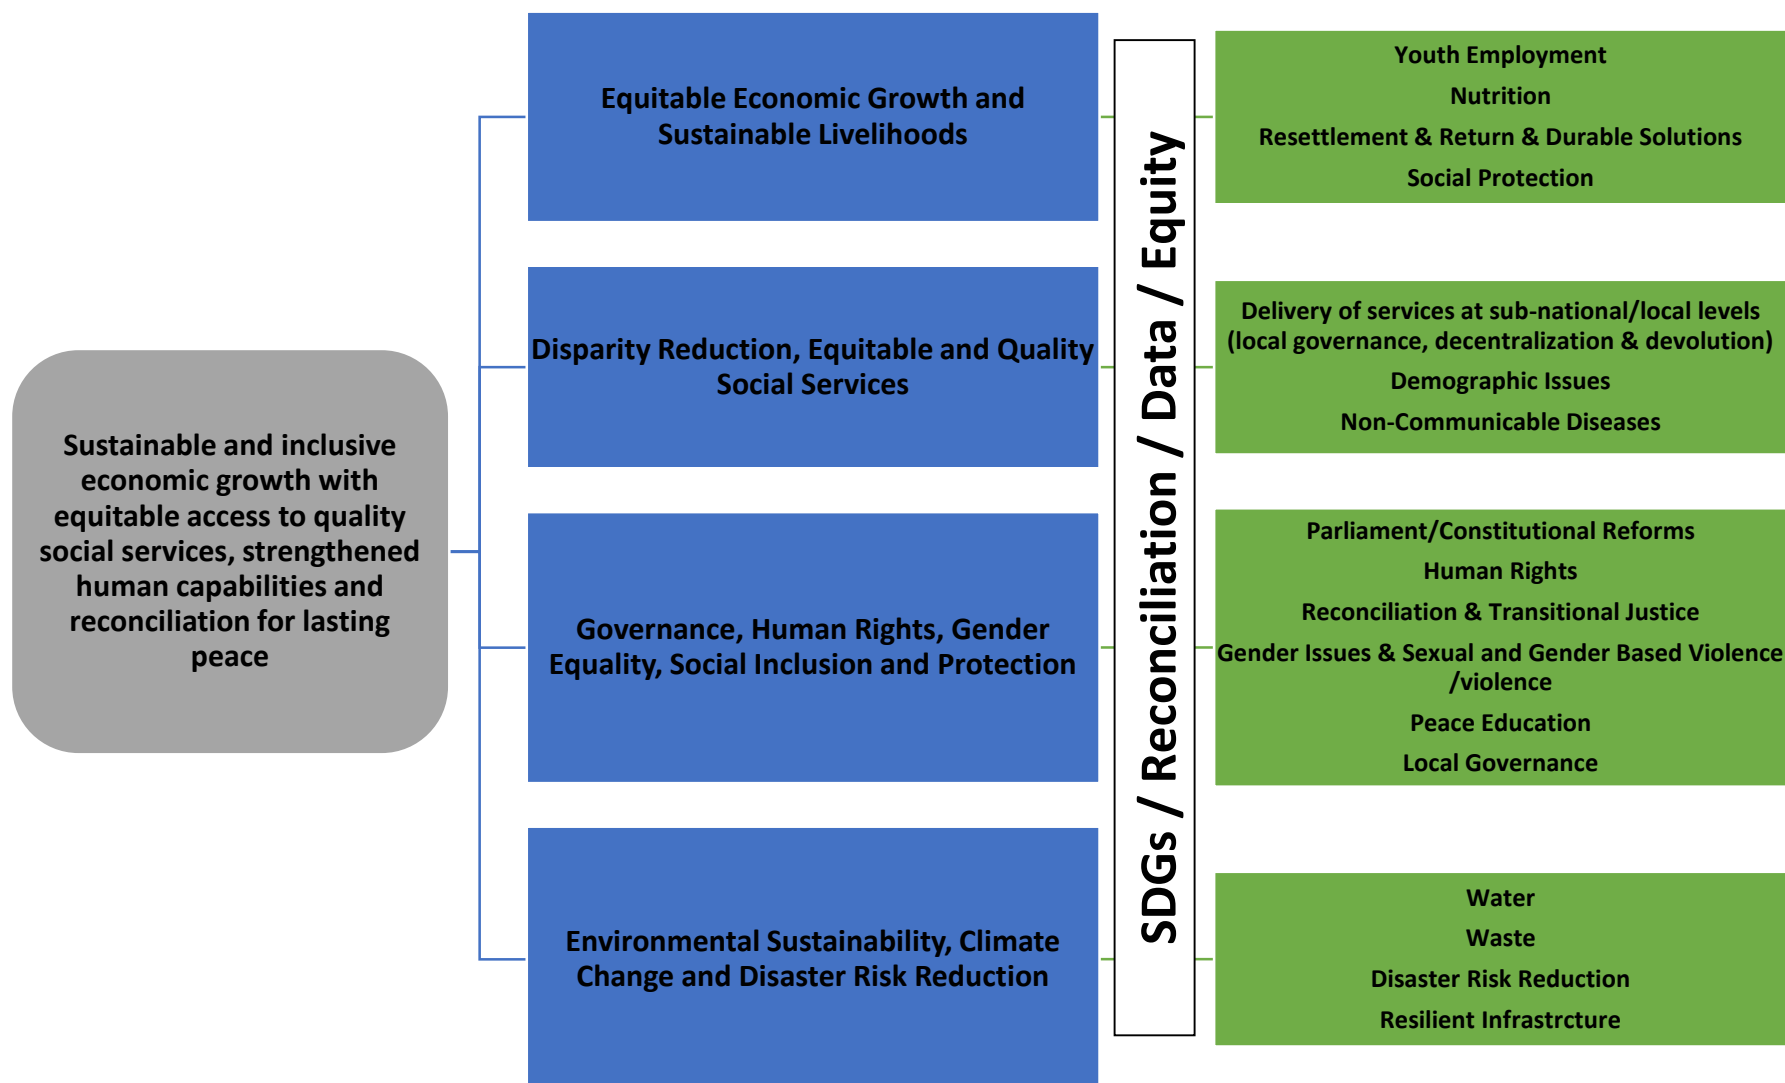 Sustainable and inclusive
economic growth with
equitable access to quality
social services, strengthened
human capabilities and
reconciliation for lasting
peace
Equitable Economic Growth and
Sustainable Livelihoods
Disparity Reduction, Equitable and Quality
Social Services
Governance, Human Rights, Gender
Equality, Social Inclusion and Protection
Environmental Sustainability, Climate
Change and Disaster Risk Reduction
SDGs / Reconciliation / Data / Equity
Youth Employment
Nutrition
Resettlement & Return & Durable Solutions
Social Protection
Delivery of services at sub-national/local levels
(local governance, decentralization & devolution)
Demographic Issues
Non-Communicable Diseases
Parliament/Constitutional Reforms
Human Rights
Reconciliation & Transitional Justice
Gender Issues & Sexual and Gender Based Violence
/violence
Peace Education
Local Governance
Water
Waste
Disaster Risk Reduction
Resilient Infrastrcture